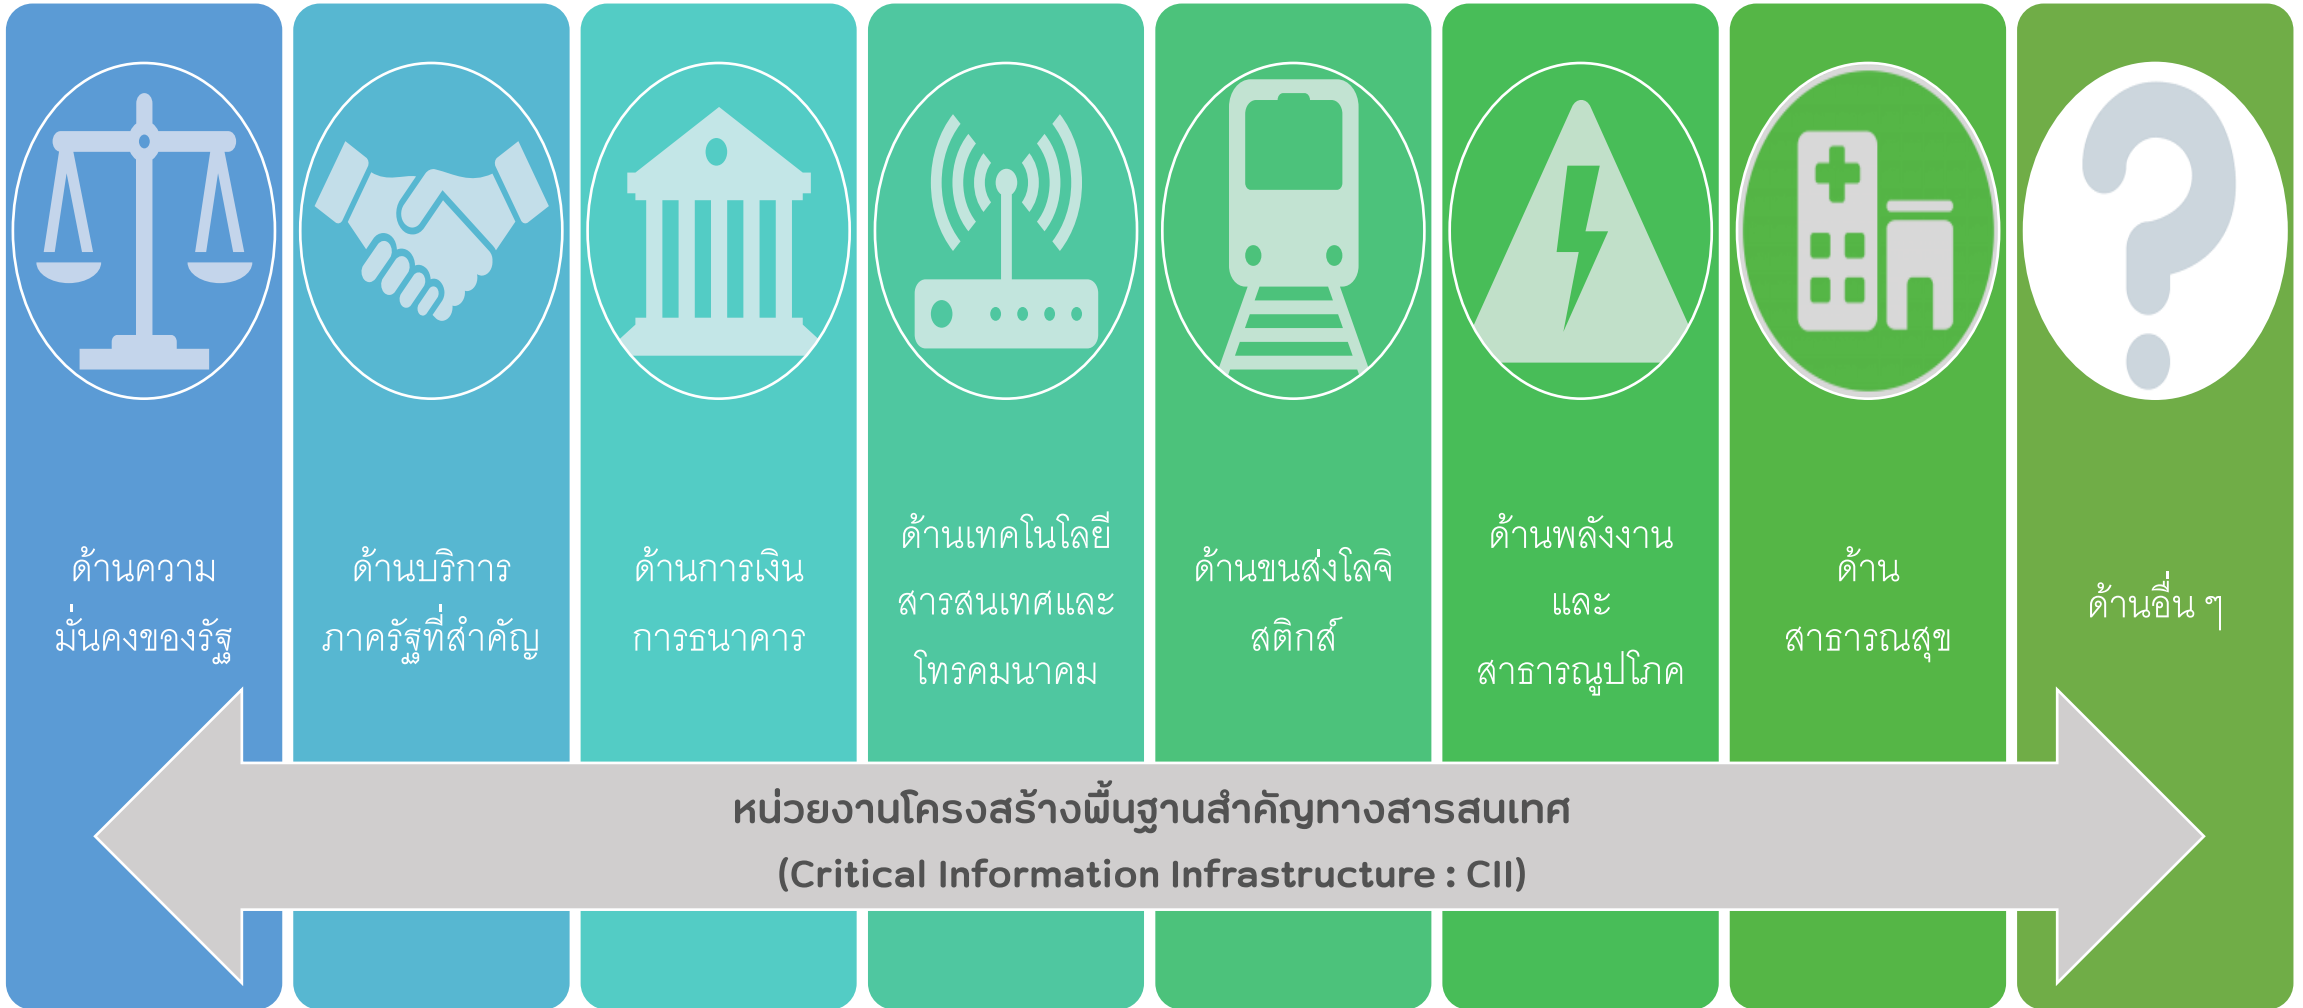 ด้านความ
มั่นคงของรัฐ
ด้านบริการ
ภาครัฐที่สำคัญ
ด้านการเงิน
การธนาคาร
ด้านเทคโนโลยี
สารสนเทศและ
โทรคมนาคม
ด้านขนส่งโลจิ
สติกส์
ด้านพลังงาน
และ
สาธารณูปโภค
ด้าน
สาธารณสุข
ด้านอื่น ๆ
หน่วยงานโครงสร้างพื้นฐานสำคัญทางสารสนเทศ
(Critical Information Infrastructure : CII)